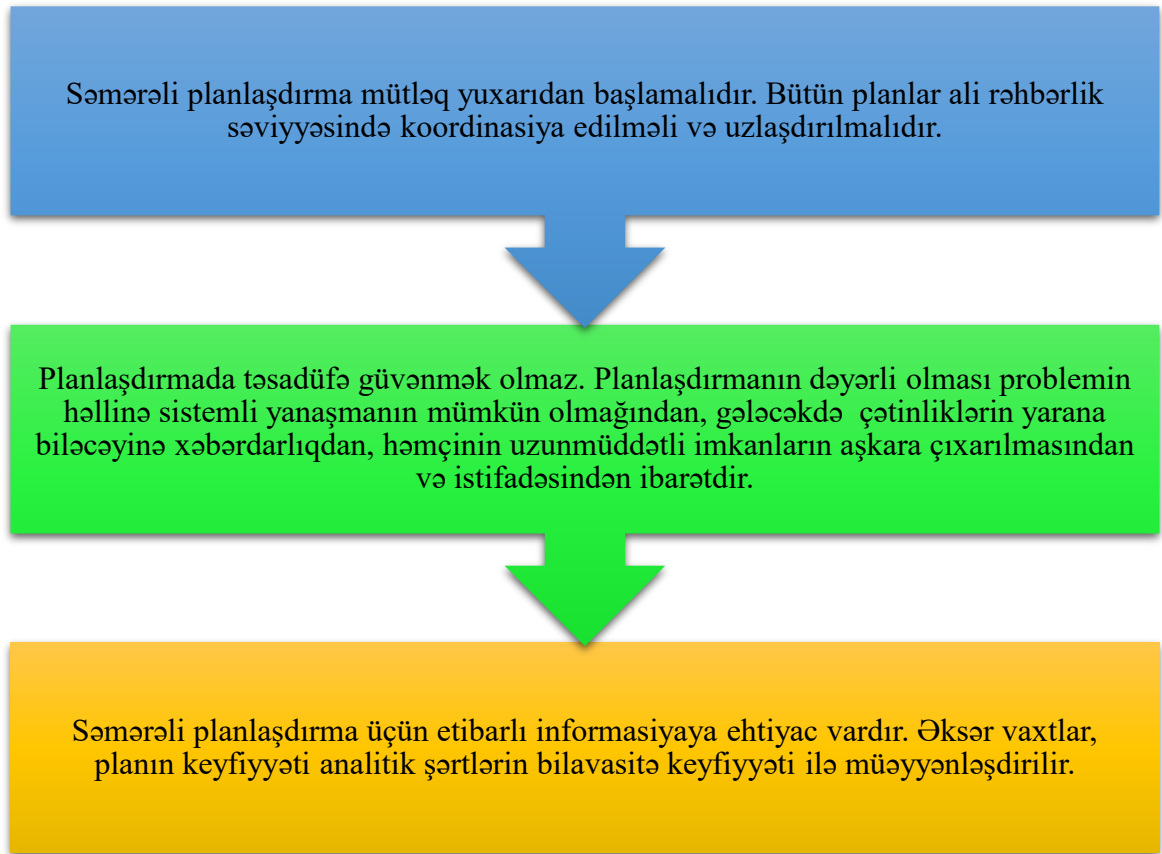 Səmərəli planlaşdırma mütləq yuxarıdan başlamalıdır. Bütün planlar ali rəhbərlik
səviyyəsində koordinasiya edilməli və uzlaşdırılmalıdır.
Planlaşdırmada təsadüfə güvənmək olmaz. Planlaşdırmanın dəyərli olması problemin
həllinə sistemli yanaşmanın mümkün olmağından, gələcəkdə çətinliklərin yarana
biləcəyinə xəbərdarlıqdan, həmçinin uzunmüddətli imkanların aşkara çıxarılmasından
və istifadəsindən ibarətdir.
Səmərəli planlaşdırma üçün etibarlı informasiyaya ehtiyac vardır. Əksər vaxtlar,
planın keyfiyyəti analitik şərtlərin bilavasitə keyfiyyəti ilə müəyyənləşdirilir.